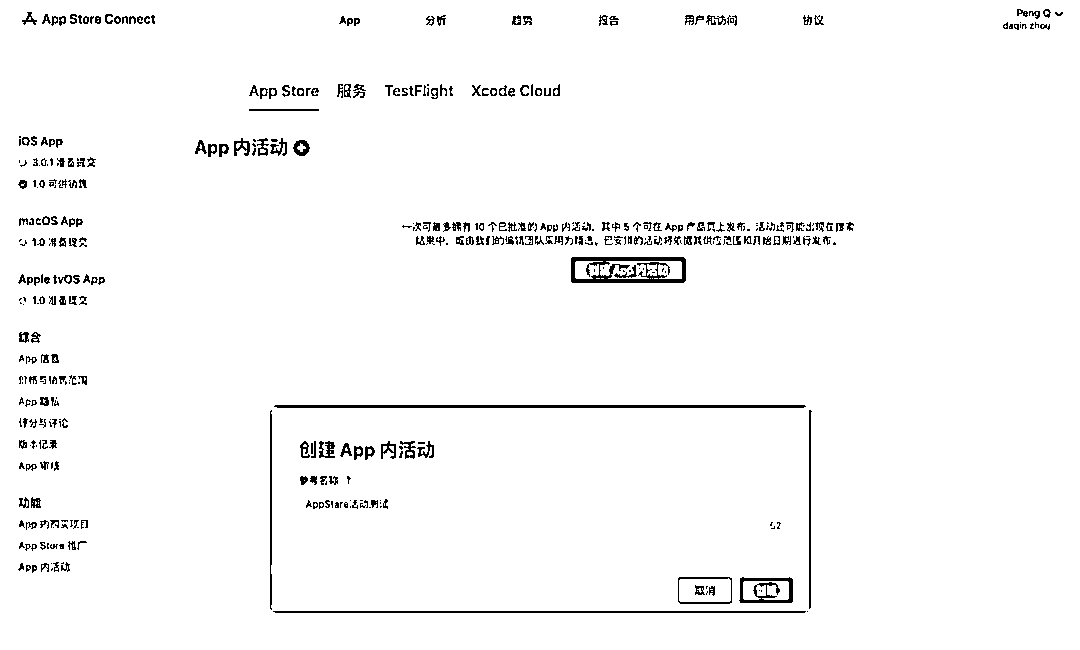 App Store Connect
App 分析 趋势 报告 用户和访问 协议
Peng Q
daqin zhou
App Store 服务 TestFlight Xcode Cloud
iOS App
3.0.1 准备提交
1.0 可供销售
macOS App
1.0 准备提交
Apple tvOS App
1.0 准备提交
综合
App 信息
价格与销售范围
App 隐私
评分与评论
版本记录
App 审核
功能
App 内购买项目
App Store 推广
App 内活动
App 内活动
一次可最多拥有 10 个已批准的 App 内活动，其中 5 个可在 App 产品页上发布。活动还可能出现在搜索
结果中，或由我们的编辑团队采用为精选。已安排的活动将依据其供应范围和开始日期进行发布。
创建 App 内活动
创建 App 内活动
参考名称 ?
AppStare活动测试
52
取消